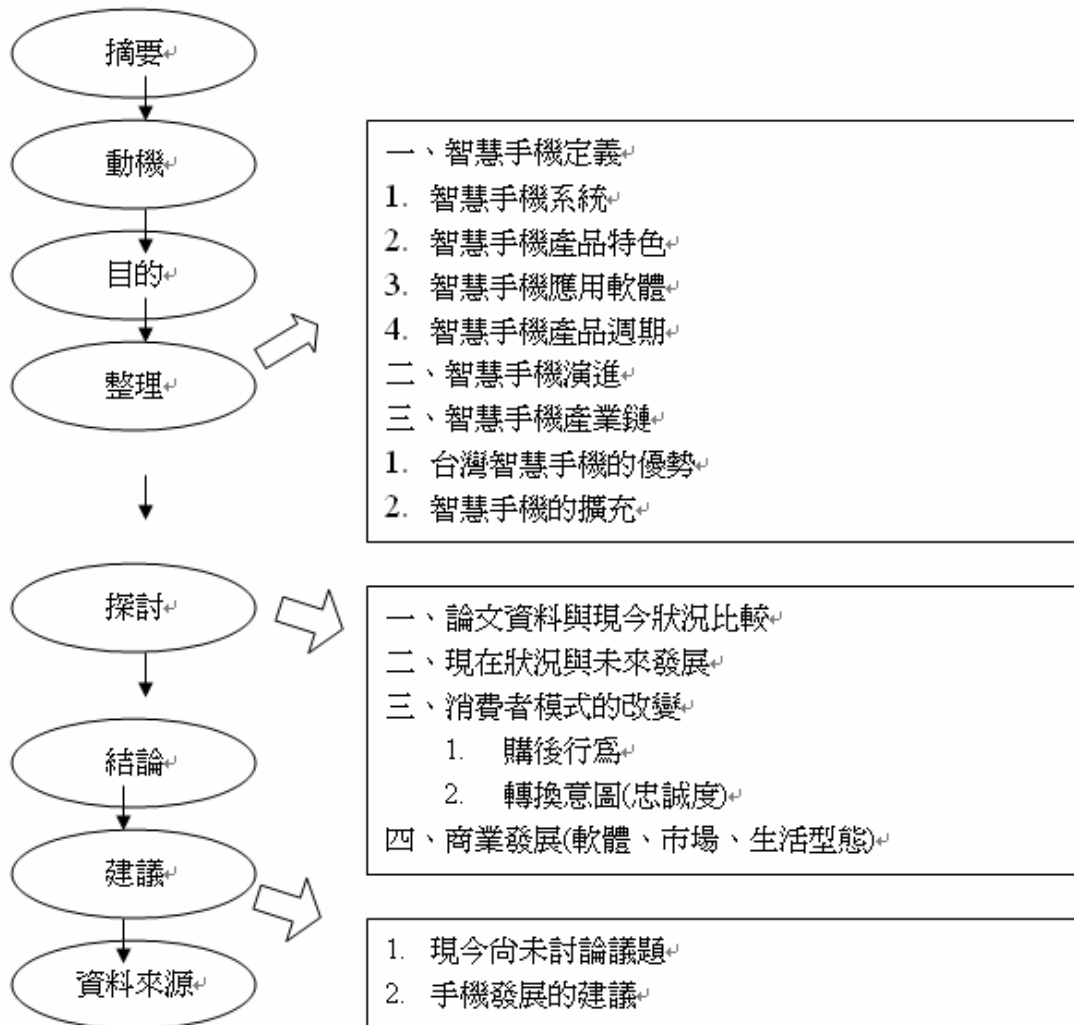 摘要
動機
目的
整理
一、智慧手機定義
1. 智慧手機系統
2. 智慧手機產品特色
3. 智慧手機應用軟體
4. 智慧手機產品週期
二、智慧手機演進
三、智慧手機產業鏈
1. 台灣智慧手機的優勢
2. 智慧手機的擴充
探討
一、論文資料與現今狀況比較
二、現在狀況與未來發展
三、消費者模式的改變
1. 購後行為
2. 轉換意圖(忠誠度)
四、商業發展(軟體、市場、生活型態)
結論
建議
資料來源
1. 現今尚未討論議題
2. 手機發展的建議